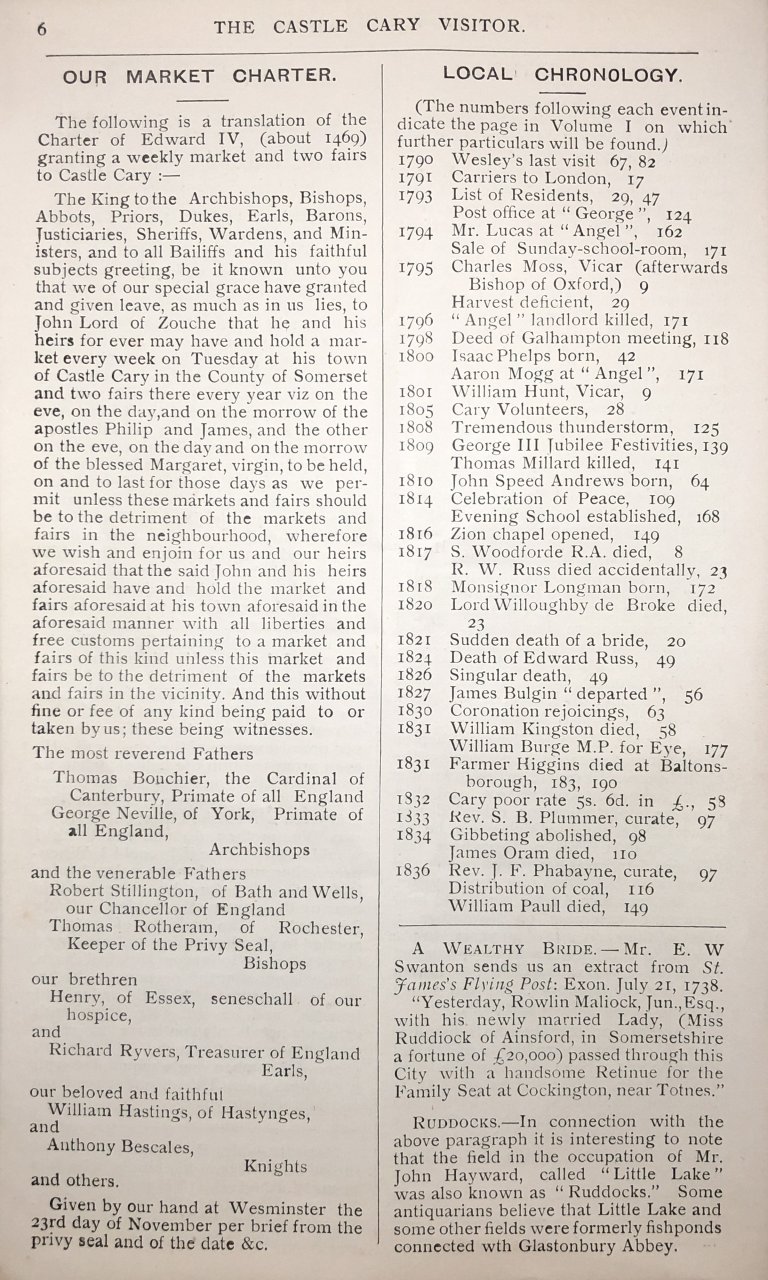 6
THE CASTLE CARY VISITOR.
OUR MARKET CHARTER.
The following is a translation of the
Charter of Edward IV, (about 1469)
granting a weekly market and two fairs
to Castle Cary :—
The King to the Archbishops, Bishops,
Abbots, Priors, Dukes, Earls, Barons,
Justiciaries, Sheriffs, Wardens, and Min-
isters, and to all Bailiffs and his faithful
subjects greeting, be it known unto you
that we of our special grace have granted
and given leave, as much as in us lies, to
John Lord of Zouche that he and his
heirs for ever may have and hold a mar-
ket every week on Tuesday at his town
of Castle Cary in the County of Somerset
and two fairs there every year viz on the
eve, on the day,and on the morrow of the
apostles Philip and James, and the other
on the eve, on the day and on the morrow
of the blessed Margaret, virgin, to be held,
on and to last for those days as we per-
mit unless these markets and fairs should
be to the detriment of the markets and
fairs in the neighbourhood, wherefore
we wish and enjoin for us and our heirs
aforesaid that the said John and his heirs
aforesaid have and hold the market and
fairs aforesaid at his town aforesaid in the
aforesaid manner with all liberties and
free customs pertaining to a market and
fairs of this kind unless this market and
fairs be to the detriment of the markets
and fairs in the vicinity. And this without
fine or fee of any kind being paid to or
taken by us; these being witnesses.
The most reverend Fathers
Thomas Bouchier, the Cardinal of
Canterbury, Primate of all England
George Neville, of York, Primate of
all England,
Archbishops
and the venerable Fathers
Robert Stillington, of Bath and Wells,
our Chancellor of England
Thomas Rotheram, of Rochester,
Keeper of the Privy Seal,
Bishops
our brethren
Henry, of Essex, seneschall of our
hospice,
and
Richard Ryvers, Treasurer of England
Earls,
our beloved and faithful
William Hastings, of Hastynges,
and
Anthony Bescales,
Knights
and others.
Given by our hand at Wesminster the
23rd day of November per brief from the
privy seal and of the date &c.
LOCAL CHRONOLOGY.
(The numbers following each event in-
dicate the page in Volume I on which
further particulars will be found.)
1790 Wesley's last visit 67, 82
1791 Carriers to London, 17
1793 List of Residents, 29, 47
Post office at " George ", 124
1794 Mr. Lucas at " Angel ", 162
Sale of Sunday-school-room, 171
1795 Charles Moss, Vicar (afterwards
Bishop of Oxford,) 9
Harvest deficient, 29
1796 " Angel " landlord killed, 171
1798 Deed of Galhampton meeting, 118
1800 Isaac Phelps born, 42
Aaron Mogg at " Angel ", 171
1801 William Hunt, Vicar, 9
1805 Cary Volunteers, 28
1808 Tremendous thunderstorm, 125
1809 George III Jubilee Festivities, 139
Thomas Millard killed, 141
1810 John Speed Andrews born, 64
1814 Celebration of Peace, 109
Evening School established, 168
1816 Zion chapel opened, 149
1817 S. Woodforde R.A. died, 8
R. W. Russ died accidentally, 23
1818 Monsignor Longman born, 172
1820 Lord Willoughby de Broke died,
23
1821 Sudden death of a bride, 20
1824 Death of Edward Russ, 49
1826 Singular death, 49
1827 James Bulgin " departed ", 56
1830 Coronation rejoicings, 63
1831 William Kingston died, 58
William Burge M.P. for Eye, 177
1831 Farmer Higgins died at Baltons-
borough, 183, 190
1832 Cary poor rate 5s. 6d. in £., 58
1833 Rev. S. B. Plummer, curate, 97
1834 Gibbeting abolished, 98
James Oram died, 110
1836 Rev. J. F. Phabayne, curate, 97
Distribution of coal, 116
William Paull died, 149
A WEALTHY BRIDE. — Mr. E. W
Swanton sends us an extract from St.
James's Flying Post: Exon. July 21, 1738.
"Yesterday, Rowlin Maliock, Jun.,Esq.,
with his newly married Lady, (Miss
Ruddiock of Ainsford, in Somersetshire
a fortune of £20,000) passed through this
City with a handsome Retinue for the
Family Seat at Cockington, near Totnes."
RUDDOCKS.—In connection with the
above paragraph it is interesting to note
that the field in the occupation of Mr.
John Hayward, called "Little Lake"
was also known as "Ruddocks." Some
antiquarians believe that Little Lake and
some other fields were formerly fishponds
connected wth Glastonbury Abbey.